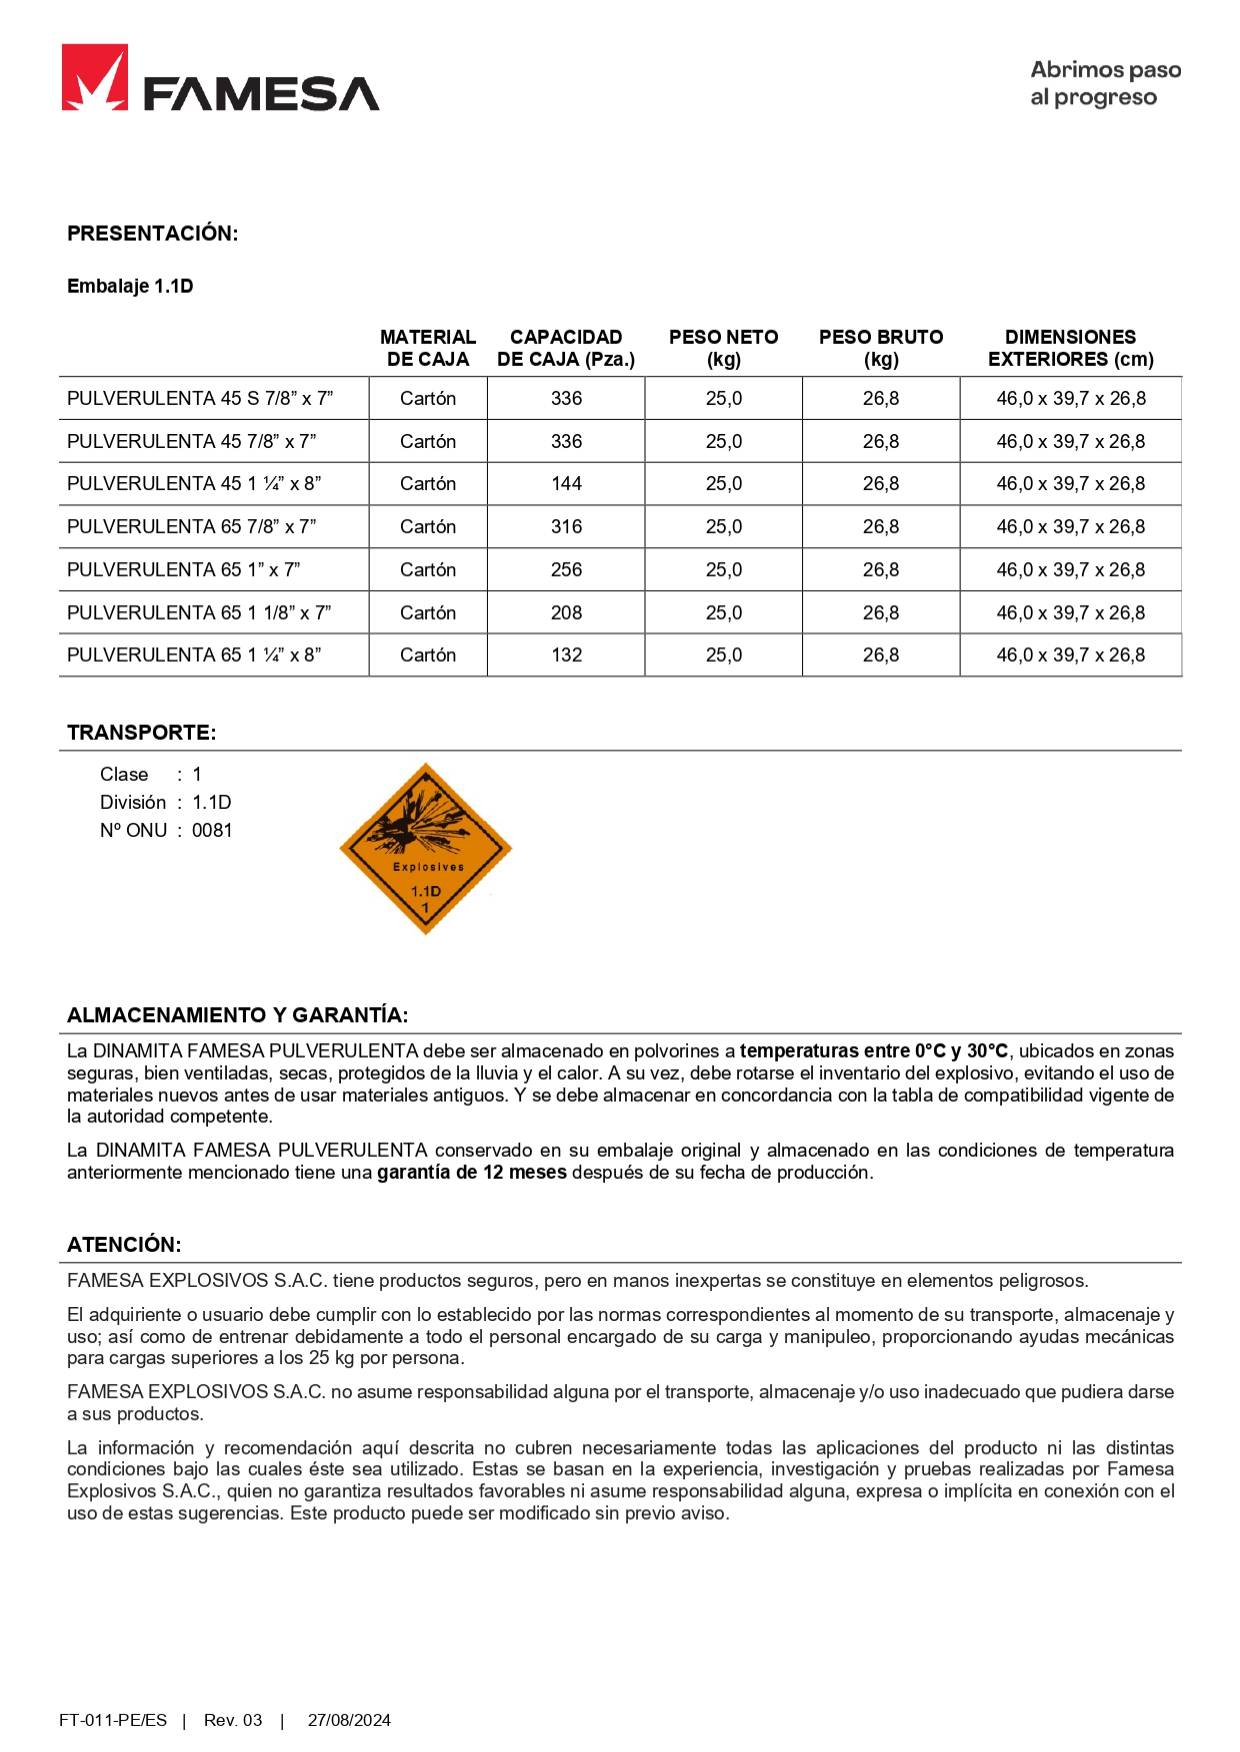 FAMESA
Abrimos paso
al progreso
PRESENTACIÓN:
Embalaje 1.1D
MATERIAL DE CAJA CAPACIDAD DE CAJA (Pza.) PESO NETO (kg) PESO BRUTO (kg) DIMENSIONES EXTERIORES (cm)
PULVERULENTA 45 S 7/8” x 7” Cartón 336 25,0 26,8 46,0 x 39,7 x 26,8
PULVERULENTA 45 7/8” x 7” Cartón 336 25,0 26,8 46,0 x 39,7 x 26,8
PULVERULENTA 45 1 ¼” x 8” Cartón 144 25,0 26,8 46,0 x 39,7 x 26,8
PULVERULENTA 65 7/8” x 7” Cartón 316 25,0 26,8 46,0 x 39,7 x 26,8
PULVERULENTA 65 1” x 7” Cartón 256 25,0 26,8 46,0 x 39,7 x 26,8
PULVERULENTA 65 1 1/8” x 7” Cartón 208 25,0 26,8 46,0 x 39,7 x 26,8
PULVERULENTA 65 1 ¼” x 8” Cartón 132 25,0 26,8 46,0 x 39,7 x 26,8
TRANSPORTE:
Clase : 1
División : 1.1D
Nº ONU : 0081
Explosives
1.1D
1
ALMACENAMIENTO Y GARANTÍA:
La DINAMITA FAMESA PULVERULENTA debe ser almacenado en polvorines a temperaturas entre 0°C y 30°C, ubicados en zonas
seguras, bien ventiladas, secas, protegidos de la lluvia y el calor. A su vez, debe rotarse el inventario del explosivo, evitando el uso de
materiales nuevos antes de usar materiales antiguos. Y se debe almacenar en concordancia con la tabla de compatibilidad vigente de
la autoridad competente.
La DINAMITA FAMESA PULVERULENTA conservado en su embalaje original y almacenado en las condiciones de temperatura
anteriormente mencionado tiene una garantía de 12 meses después de su fecha de producción.
ATENCIÓN:
FAMESA EXPLOSIVOS S.A.C. tiene productos seguros, pero en manos inexpertas se constituye en elementos peligrosos.
El adquiriente o usuario debe cumplir con lo establecido por las normas correspondientes al momento de su transporte, almacenaje y
uso; así como de entrenar debidamente a todo el personal encargado de su carga y manipuleo, proporcionando ayudas mecánicas
para cargas superiores a los 25 kg por persona.
FAMESA EXPLOSIVOS S.A.C. no asume responsabilidad alguna por el transporte, almacenaje y/o uso inadecuado que pudiera darse
a sus productos.
La información y recomendación aquí descrita no cubren necesariamente todas las aplicaciones del producto ni las distintas
condiciones bajo las cuales éste sea utilizado. Estas se basan en la experiencia, investigación y pruebas realizadas por Famesa
Explosivos S.A.C., quien no garantiza resultados favorables ni asume responsabilidad alguna, expresa o implícita en conexión con el
uso de estas sugerencias. Este producto puede ser modificado sin previo aviso.
FT-011-PE/ES | Rev. 03 | 27/08/2024